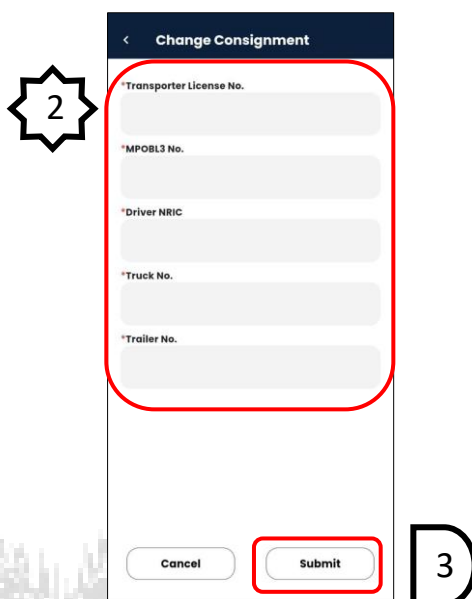 < Change Consignment
2
*Transporter License No.
*MPOBL3 No.
*Driver NRIC
*Truck No.
*Trailer No.
Cancel Submit
3